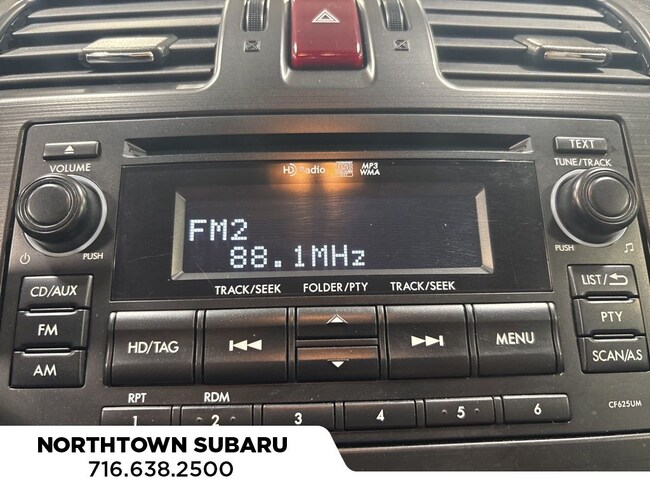 VOLUME
HD Radio
MP3
WMA
TEXT
TUNE/TRACK
FM2
88.1MHz
PUSH
PUSH
CD/AUX
TRACK/SEEK
FOLDER/PTY
TRACK/SEEK
LIST/
FM
HD/TAG
MENU
PTY
AM
SCAN/A.S
RPT
RDM
1
2
3
4
5
6
CF625UM
NORTHTOWN SUBARU
716.638.2500